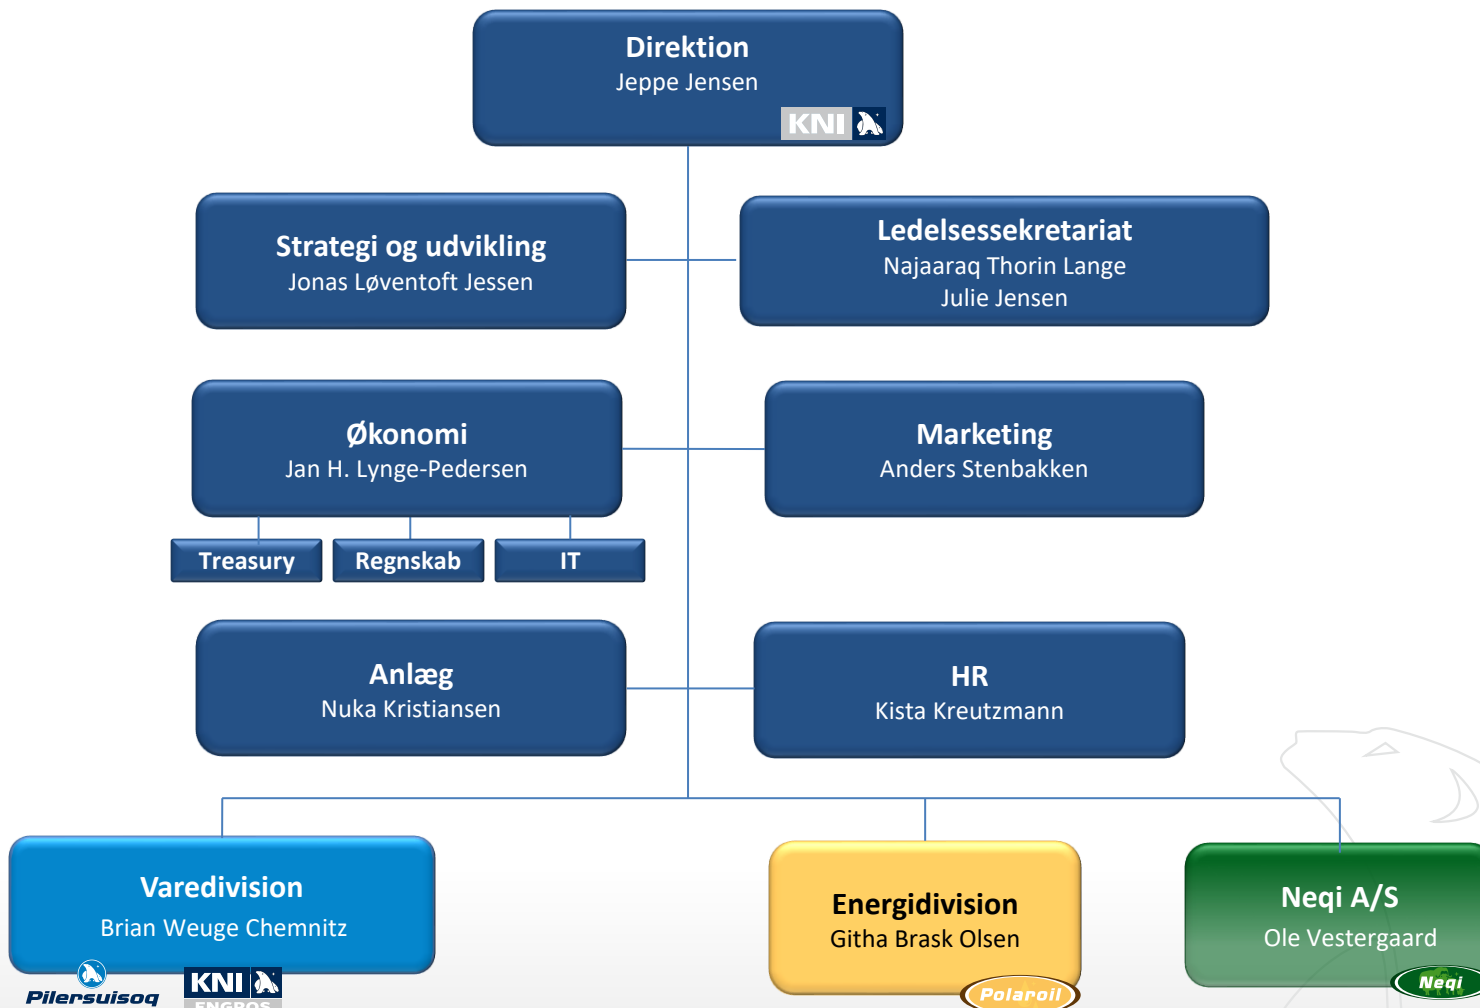 Direktion
Jeppe Jensen
KNI
Strategi og udvikling
Jonas Løventoft Jessen
Ledelsessekretariat
Najaaraq Thorin Lange
Julie Jensen
Økonomi
Jan H. Lynge-Pedersen
Marketing
Anders Stenbakken
Treasury
Regnskab
IT
Anlæg
Nuka Kristiansen
HR
Kista Kreutzmann
Varedivision
Brian Weuge Chemnitz
Pilersuisoq
KNI
ENGROS
Energidivision
Githa Brask Olsen
Polaroil
Neqi A/S
Ole Vestergaard
Neqi